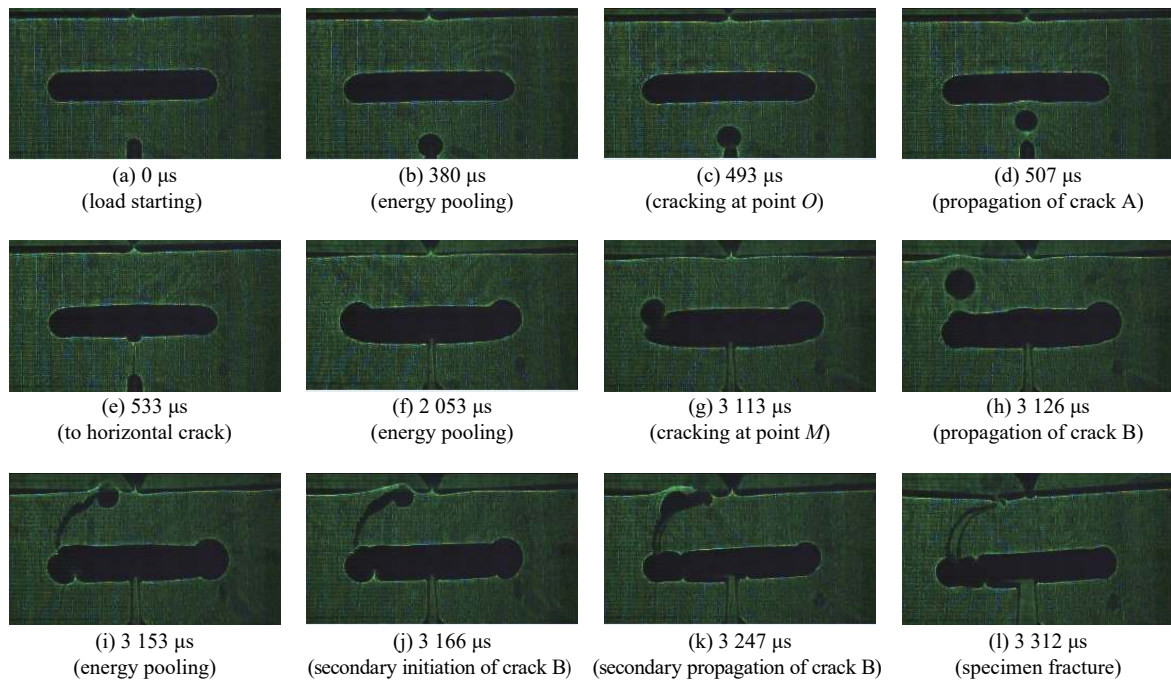 (a) 0 μs
(load starting)
(b) 380 μs
(energy pooling)
(c) 493 μs
(cracking at point O)
(d) 507 μs
(propagation of crack A)
(e) 533 μs
(to horizontal crack)
(f) 2 053 μs
(energy pooling)
(g) 3 113 μs
(cracking at point M)
(h) 3 126 μs
(propagation of crack B)
(i) 3 153 μs
(energy pooling)
(j) 3 166 μs
(secondary initiation of crack B)
(k) 3 247 μs
(secondary propagation of crack B)
(l) 3 312 μs
(specimen fracture)